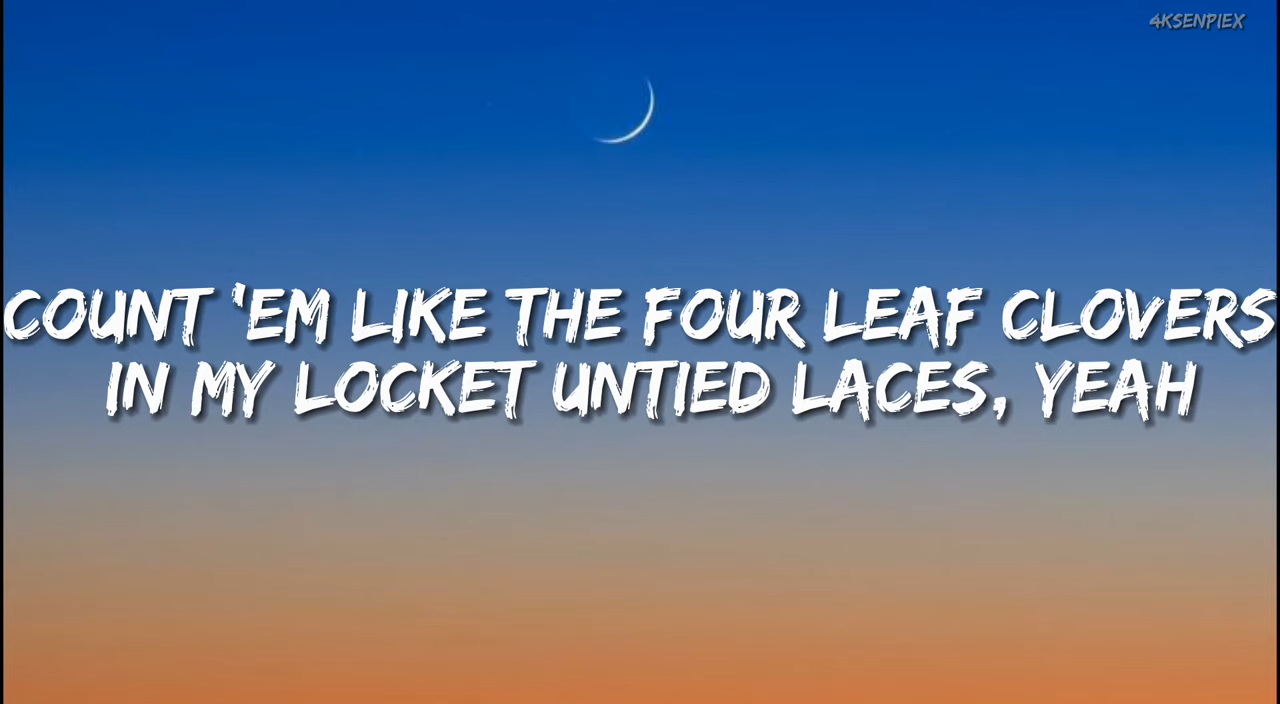 4KSENPIEX
COUNT 'EM LIKE THE FOUR LEAF CLOVERS
IN MY LOCKET UNTIED LACES, YEAH